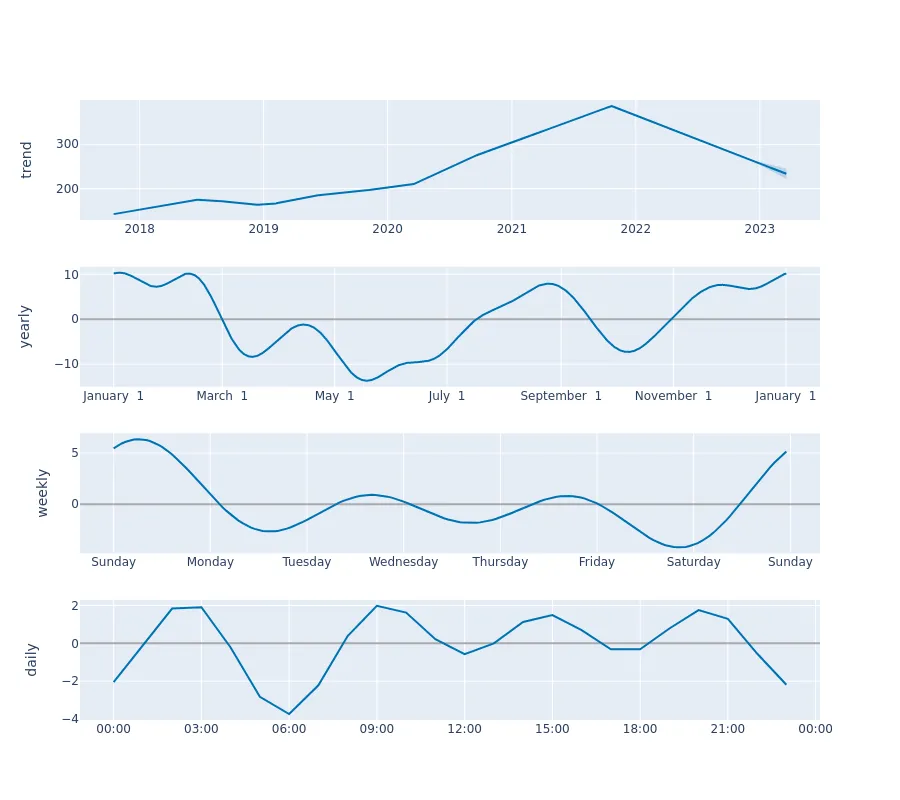 trend
300
200
2018 2019 2020 2021 2022 2023
yearly
10
0
−10
January 1 March 1 May 1 July 1 September 1 November 1 January 1
weekly
5
0
Sunday Monday Tuesday Wednesday Thursday Friday Saturday Sunday
daily
2
0
−2
−4
00:00 03:00 06:00 09:00 12:00 15:00 18:00 21:00 00:00